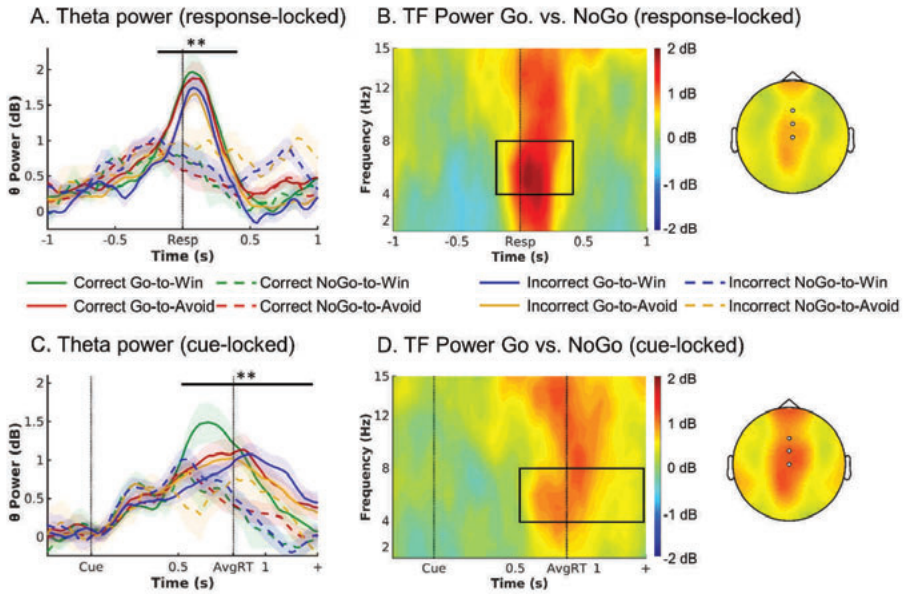 A. Theta power (response-locked)
B. TF Power Go. vs. NoGo (response-locked)
**
2
1.5
1
0.5
0
θ Power (dB)
-1
-0.5
Resp
0.5
1
Time (s)
15
12
8
4
2
Frequency (Hz)
-1
-0.5
Resp
0.5
1
Time (s)
2 dB
1 dB
0 dB
-1 dB
-2 dB
Correct Go-to-Win
Correct NoGo-to-Win
Incorrect Go-to-Win
Incorrect NoGo-to-Win
Correct Go-to-Avoid
Correct NoGo-to-Avoid
Incorrect Go-to-Avoid
Incorrect NoGo-to-Avoid
C. Theta power (cue-locked)
D. TF Power Go vs. NoGo (cue-locked)
**
2
1.5
1
0.5
0
θ Power (dB)
Cue
0.5
AvgRT
1
+
Time (s)
15
12
8
4
2
Frequency (Hz)
Cue
0.5
AvgRT
1
+
Time (s)
2 dB
1 dB
0 dB
-1 dB
-2 dB